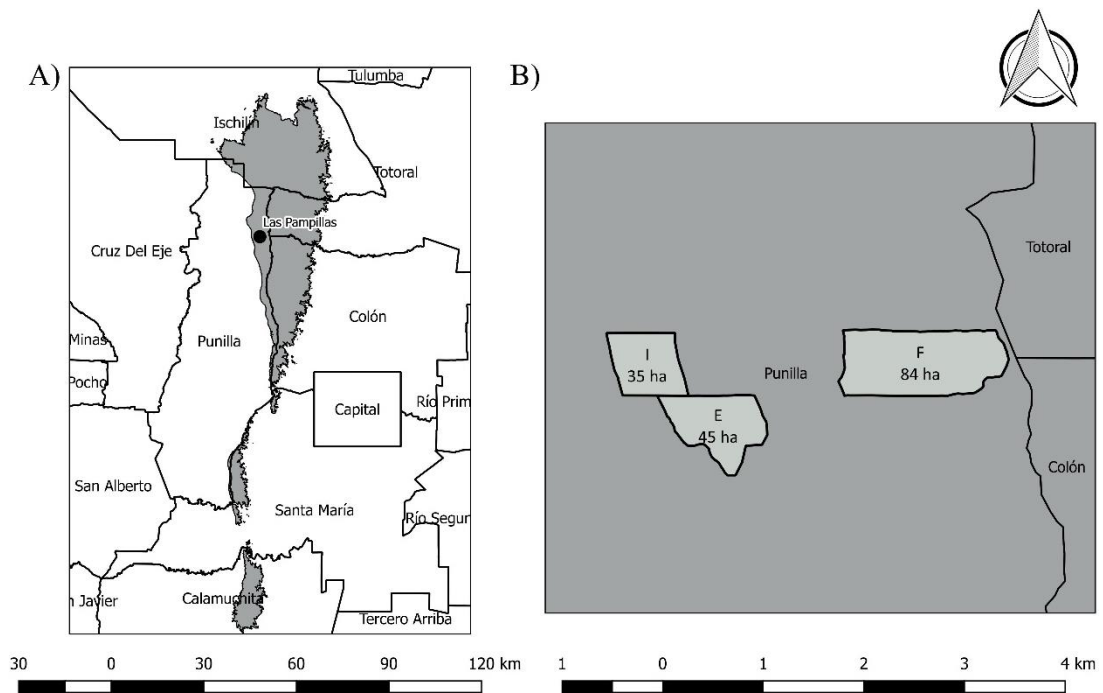 A)
Tulumba
Ischilín
Totoral
Las Pampillas
Cruz Del Eje
Colón
Minas
Punilla
Pocho
Capital
Río Prim
San Alberto
Santa María
Río Segun
n Javier
Calamuchita
Tercero Arriba
30 0 30 60 90 120 km
B)
Totoral
I
35 ha
Punilla
F
84 ha
E
45 ha
Colón
1 0 1 2 3 4 km